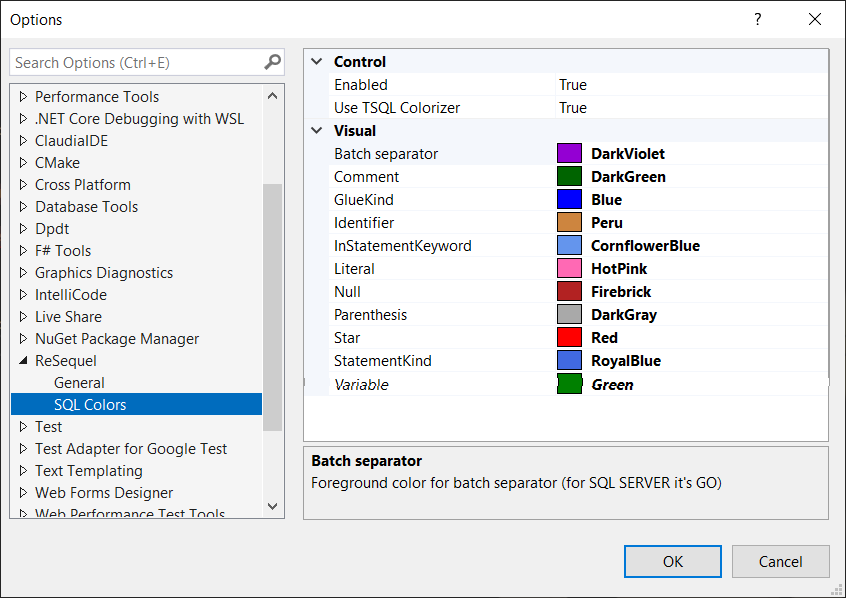 Options
?
Search Options (Ctrl+E)
Performance Tools
.NET Core Debugging with WSL
ClaudiaIDE
CMake
Cross Platform
Database Tools
Dpdt
F# Tools
Graphics Diagnostics
IntelliCode
Live Share
NuGet Package Manager
ReSequel
General
SQL Colors
Test
Test Adapter for Google Test
Text Templating
Web Forms Designer
Web Performance Test Tools
Control
Enabled True
Use TSQL Colorizer True
Visual
Batch separator DarkViolet
Comment DarkGreen
GlueKind Blue
Identifier Peru
InStatementKeyword CornflowerBlue
Literal HotPink
Null Firebrick
Parenthesis DarkGray
Star Red
StatementKind RoyalBlue
Variable Green
Batch separator
Foreground color for batch separator (for SQL SERVER it's GO)
OK Cancel